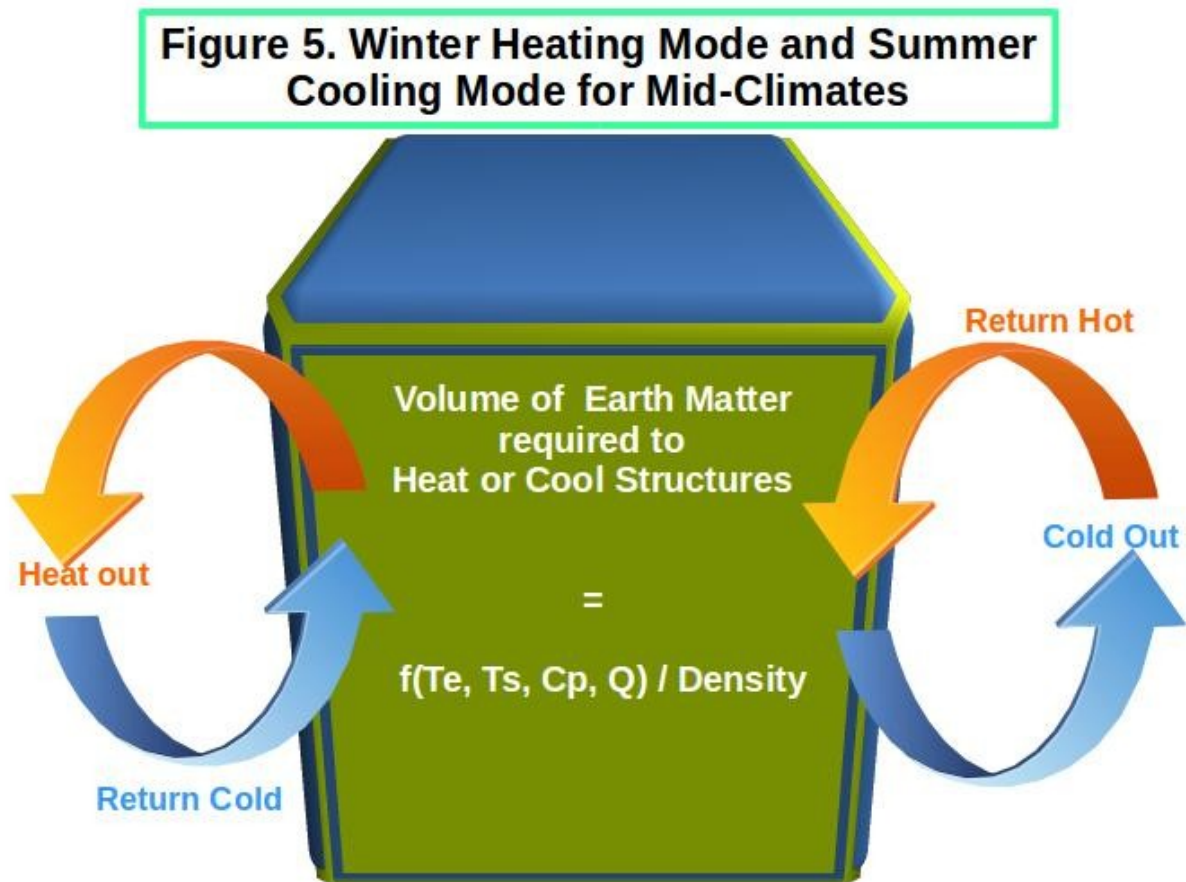 Figure 5. Winter Heating Mode and Summer
Cooling Mode for Mid-Climates
Return Hot
Volume of Earth Matter
required to
Heat or Cool Structures
Cold Out
Heat out
=
f(Te, Ts, Cp, Q) / Density
Return Cold